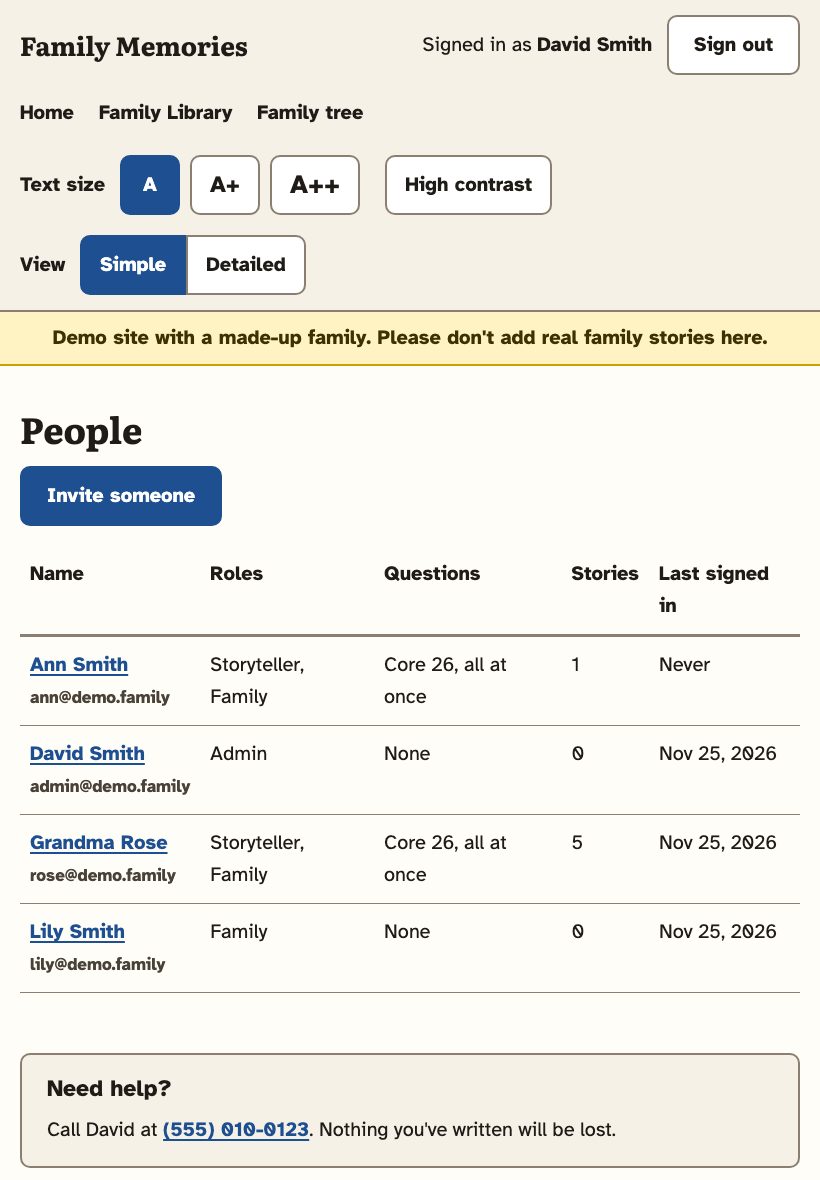 Family Memories
Signed in as David Smith
Sign out
Home Family Library Family tree
Text size A A+ A++ High contrast
View Simple Detailed
Demo site with a made-up family. Please don't add real family stories here.
People
Invite someone
Name Roles Questions Stories Last signed
in
Ann Smith Storyteller, Core 26, all at 1 Never
ann@demo.family Family once
David Smith Admin None 0 Nov 25, 2026
admin@demo.family
Grandma Rose Storyteller, Core 26, all at 5 Nov 25, 2026
rose@demo.family Family once
Lily Smith Family None 0 Nov 25, 2026
lily@demo.family
Need help?
Call David at (555) 010-0123. Nothing you've written will be lost.